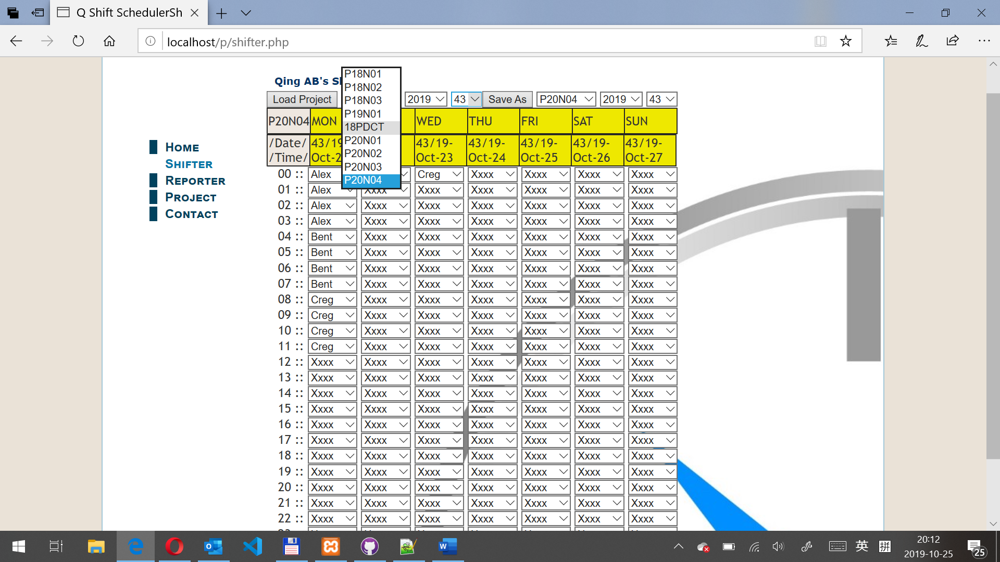 Q Shift SchedulerSh
localhost/p/shifter.php
Qing AB's S
Load Project 2019 43 Save As P20N04 2019 43
P18N01
P18N02
P18N03
P19N01
18PDCT
P20N01
P20N02
P20N03
P20N04
HOME
SHIFTER
REPORTER
PROJECT
CONTACT
P20N04 MON WED THU FRI SAT SUN
/Date/ 43/19 43/19- 43/19- 43/19- 43/19- 43/19-
/Time/ Oct-2 Oct-23 Oct-24 Oct-25 Oct-26 Oct-27
00 :: Alex Creg Xxxx Xxxx Xxxx Xxxx
01 :: Alex Xxxx Xxxx Xxxx Xxxx Xxxx Xxxx
02 :: Alex Xxxx Xxxx Xxxx Xxxx Xxxx Xxxx
03 :: Alex Xxxx Xxxx Xxxx Xxxx Xxxx Xxxx
04 :: Bent Xxxx Xxxx Xxxx Xxxx Xxxx Xxxx
05 :: Bent Xxxx Xxxx Xxxx Xxxx Xxxx Xxxx
06 :: Bent Xxxx Xxxx Xxxx Xxxx Xxxx Xxxx
07 :: Bent Xxxx Xxxx Xxxx Xxxx Xxxx Xxxx
08 :: Creg Xxxx Xxxx Xxxx Xxxx Xxxx Xxxx
09 :: Creg Xxxx Xxxx Xxxx Xxxx Xxxx Xxxx
10 :: Creg Xxxx Xxxx Xxxx Xxxx Xxxx Xxxx
11 :: Creg Xxxx Xxxx Xxxx Xxxx Xxxx Xxxx
12 :: Xxxx Xxxx Xxxx Xxxx Xxxx Xxxx Xxxx
13 :: Xxxx Xxxx Xxxx Xxxx Xxxx Xxxx Xxxx
14 :: Xxxx Xxxx Xxxx Xxxx Xxxx Xxxx Xxxx
15 :: Xxxx Xxxx Xxxx Xxxx Xxxx Xxxx Xxxx
16 :: Xxxx Xxxx Xxxx Xxxx Xxxx Xxxx Xxxx
17 :: Xxxx Xxxx Xxxx Xxxx Xxxx Xxxx Xxxx
18 :: Xxxx Xxxx Xxxx Xxxx Xxxx Xxxx Xxxx
19 :: Xxxx Xxxx Xxxx Xxxx Xxxx Xxxx Xxxx
20 :: Xxxx Xxxx Xxxx Xxxx Xxxx Xxxx Xxxx
21 :: Xxxx Xxxx Xxxx Xxxx Xxxx Xxxx Xxxx
22 :: Xxxx Xxxx Xxxx Xxxx Xxxx Xxxx Xxxx
英 拼 20:12
2019-10-25 25